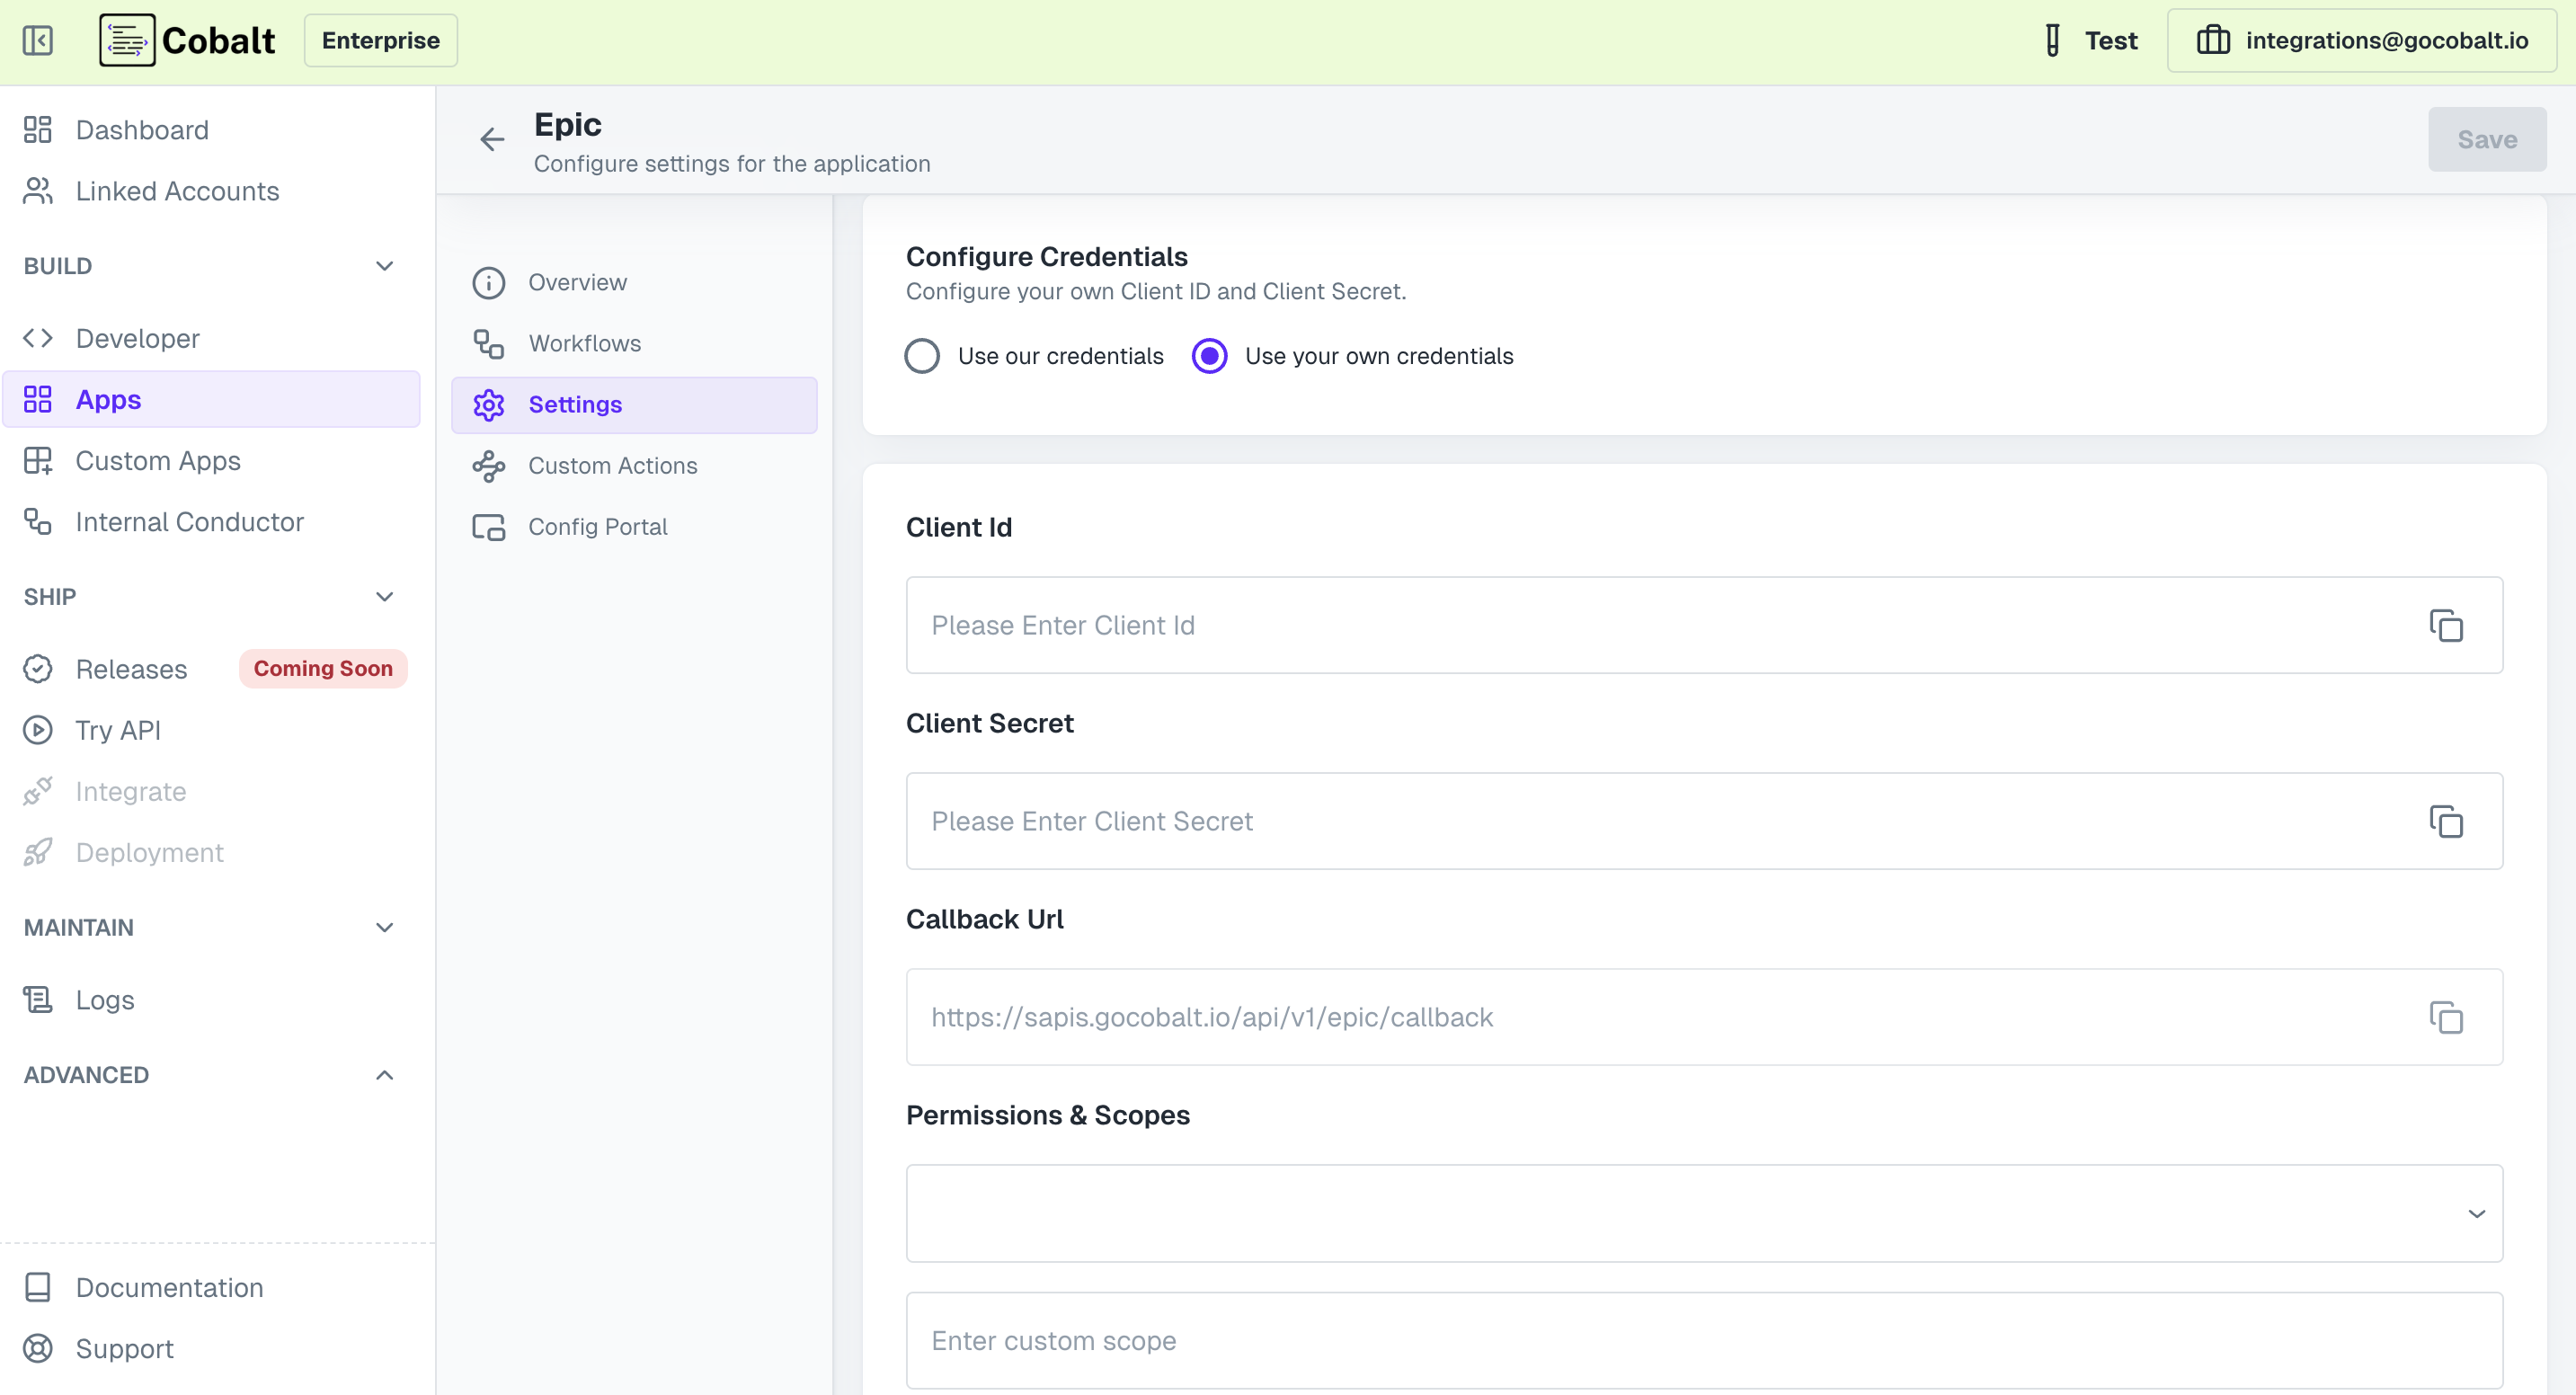 Cobalt
Enterprise
Test
integrations@gocobalt.io
Dashboard
Linked Accounts
BUILD
Developer
Apps
Custom Apps
Internal Conductor
SHIP
Releases
Coming Soon
Try API
Integrate
Deployment
MAINTAIN
Logs
ADVANCED
Documentation
Support
Epic
Configure settings for the application
Save
Overview
Workflows
Settings
Custom Actions
Config Portal
Configure Credentials
Configure your own Client ID and Client Secret.
Use our credentials
Use your own credentials
Client Id
Please Enter Client Id
Client Secret
Please Enter Client Secret
Callback Url
https://sapis.gocobalt.io/api/v1/epic/callback
Permissions & Scopes
Enter custom scope